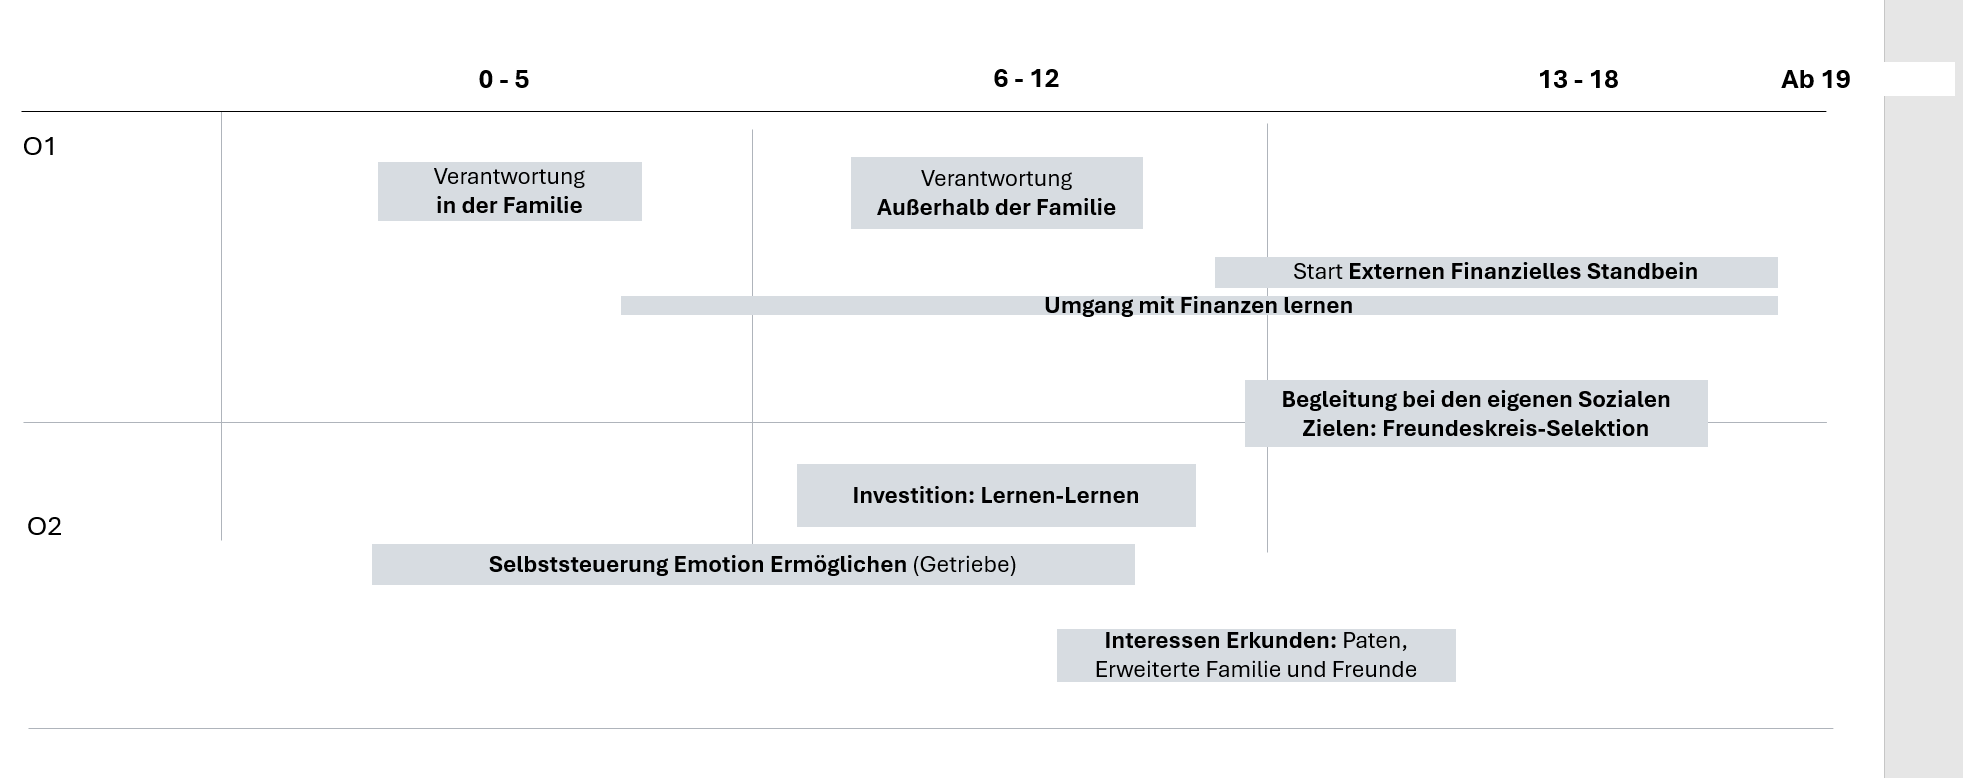 0 - 5
6 - 12
13 - 18
Ab 19
O1
Verantwortung
in der Familie
Verantwortung
Außerhalb der Familie
Start Externen Finanzielles Standbein
Umgang mit Finanzen lernen
Begleitung bei den eigenen Sozialen
Zielen: Freundeskreis-Selektion
Investition: Lernen-Lernen
O2
Selbststeuerung Emotion Ermöglichen (Getriebe)
Interessen Erkunden: Paten,
Erweiterte Familie und Freunde